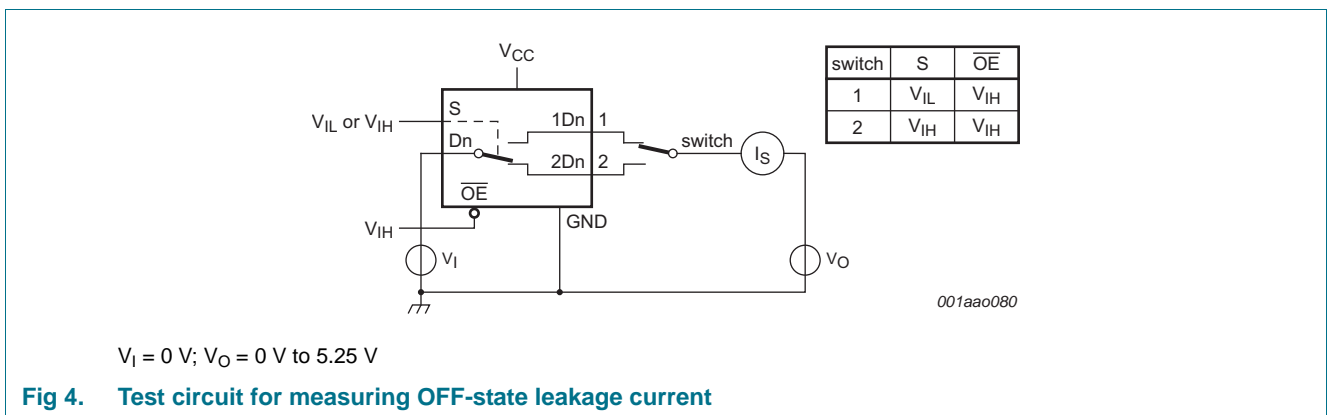 VCC
switch S OE
1 VIL VIH
2 VIH VIH
VIL or VIH
S
1Dn 1
Dn
switch
IS
2Dn 2
OE
VIH
GND
VI
VO
001aao080
VI = 0 V; VO = 0 V to 5.25 V
Fig 4. Test circuit for measuring OFF-state leakage current